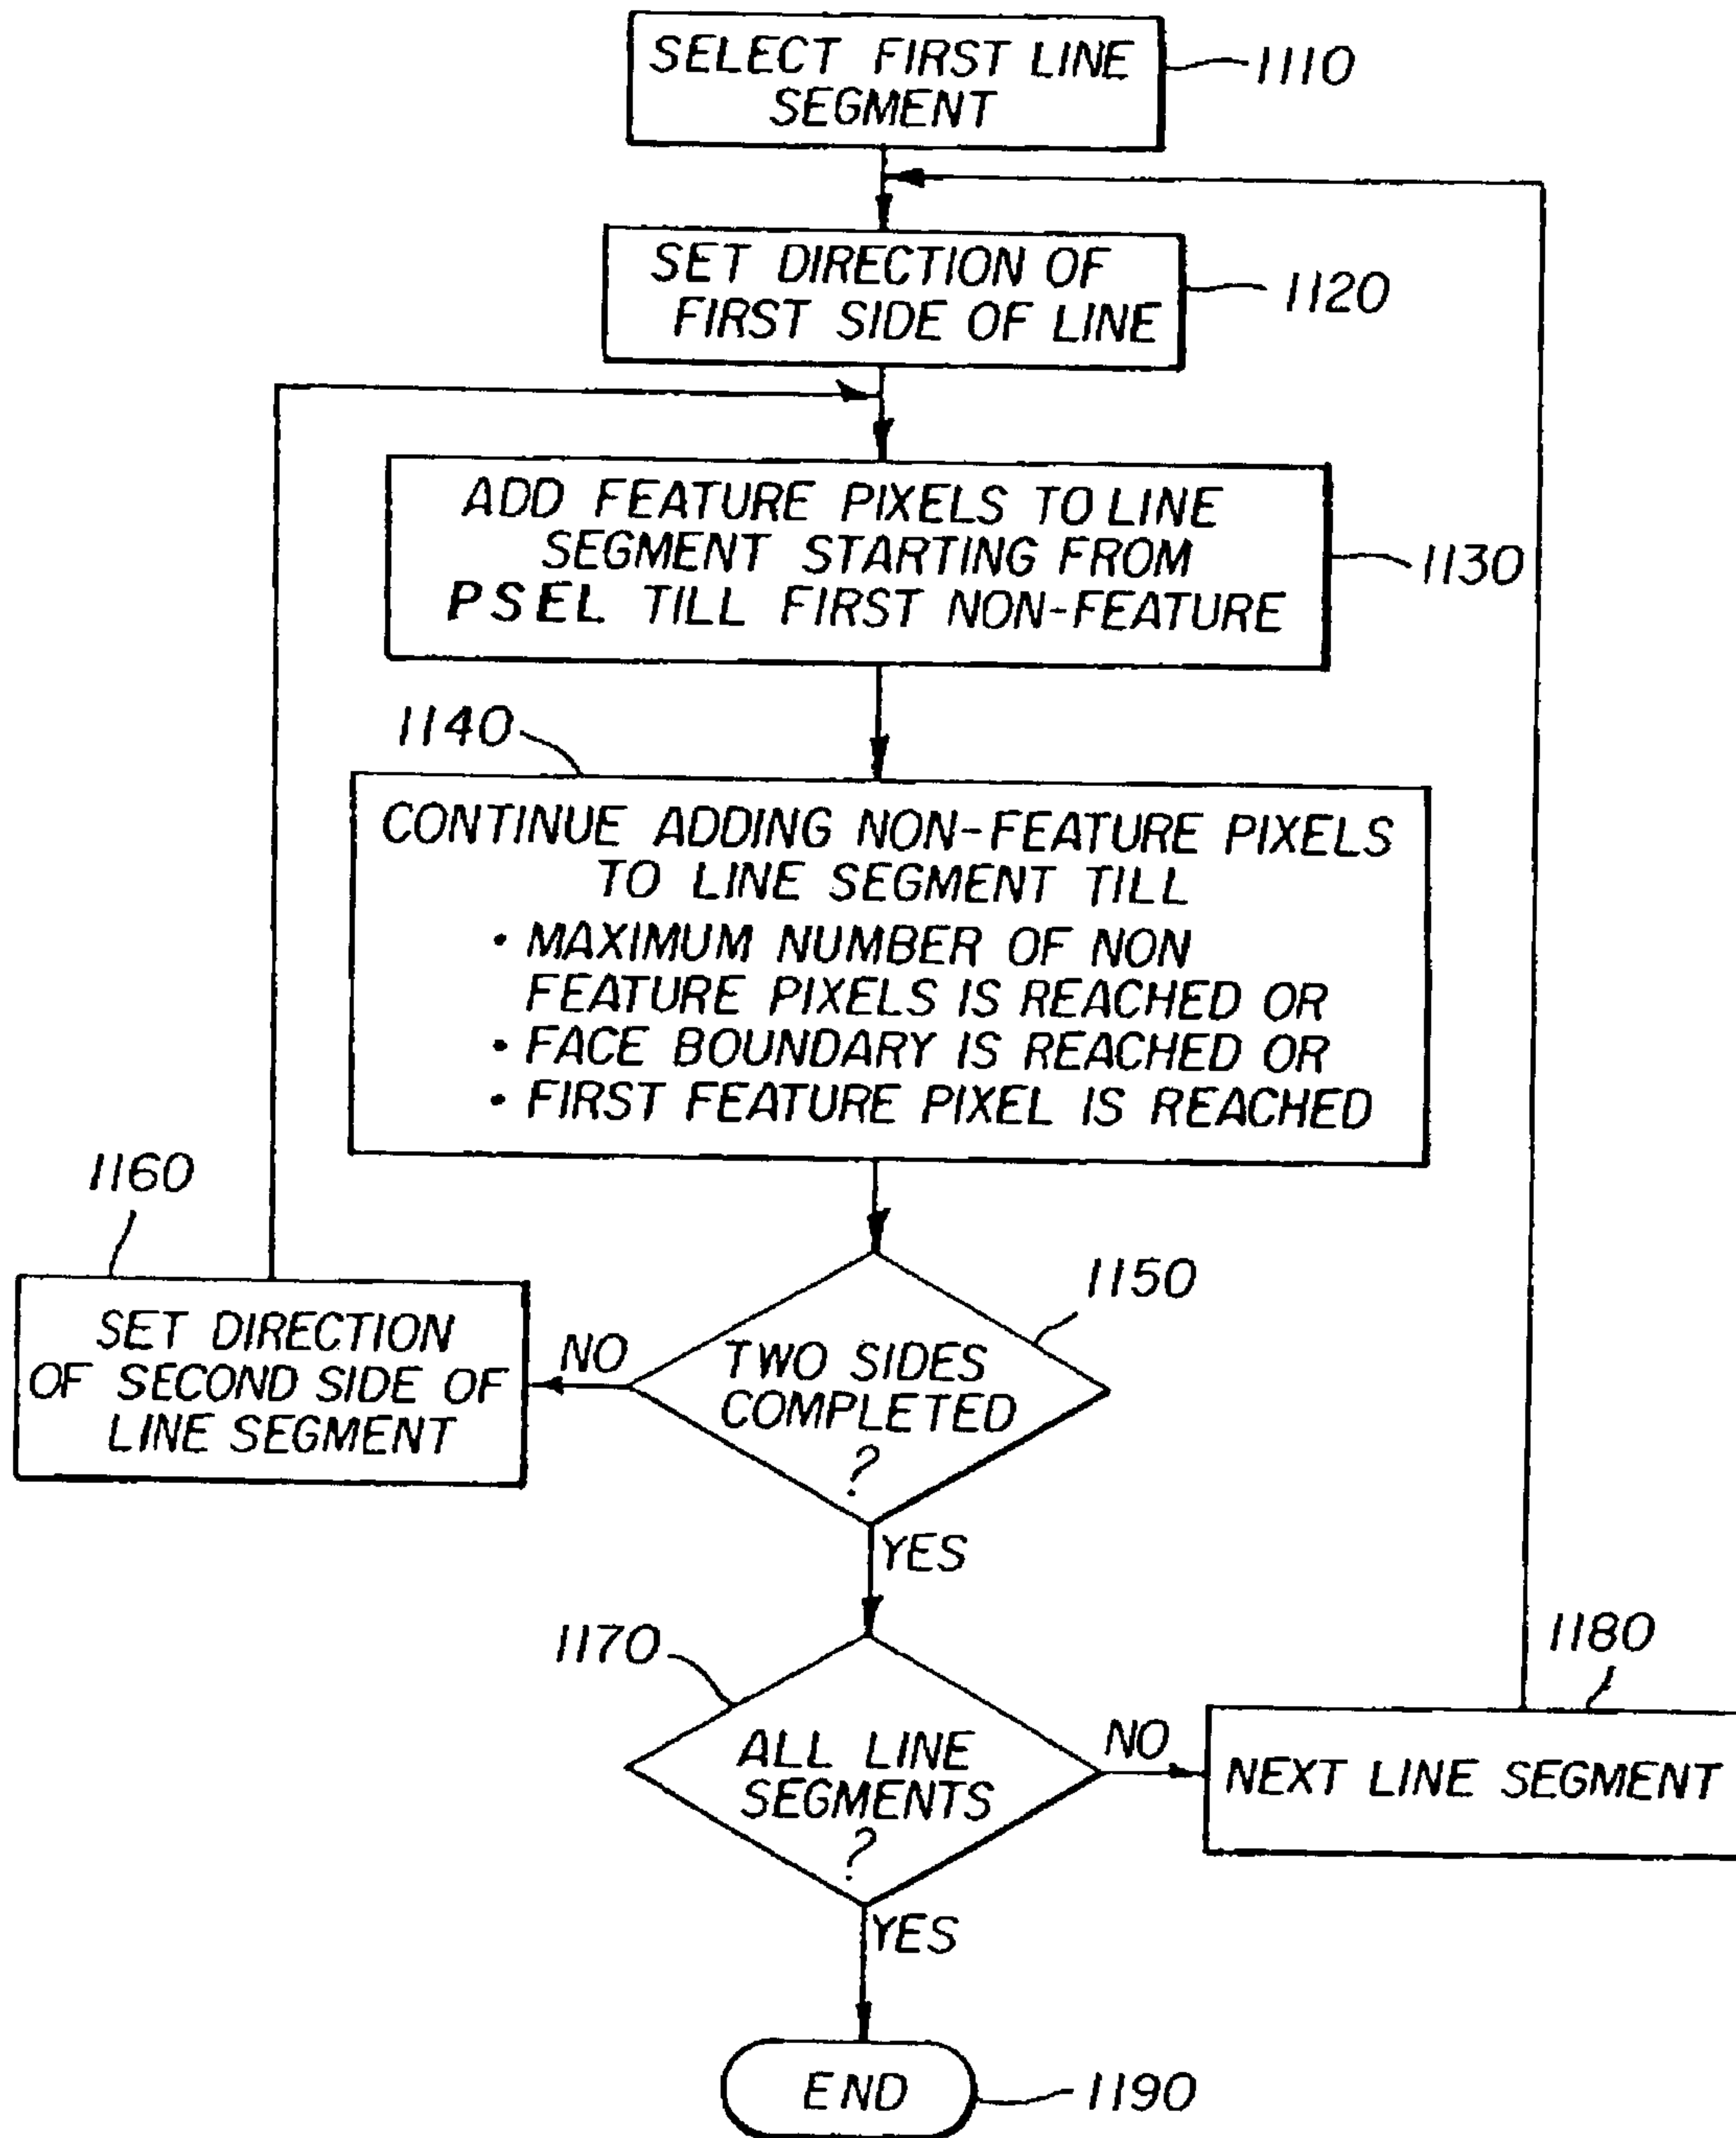 SELECT FIRST LINE
SEGMENT
1110
SET DIRECTION OF
FIRST SIDE OF LINE
1120
ADD FEATURE PIXELS TO LINE
SEGMENT STARTING FROM
PSEL TILL FIRST NON-FEATURE
1130
1140
CONTINUE ADDING NON-FEATURE PIXELS
TO LINE SEGMENT TILL
• MAXIMUM NUMBER OF NON
FEATURE PIXELS IS REACHED OR
• FACE BOUNDARY IS REACHED OR
• FIRST FEATURE PIXEL IS REACHED
1160
SET DIRECTION
OF SECOND SIDE OF
LINE SEGMENT
NO
1150
TWO SIDES
COMPLETED
?
YES
1170
ALL LINE
SEGMENTS
?
NO
1180
NEXT LINE SEGMENT
YES
END
1190